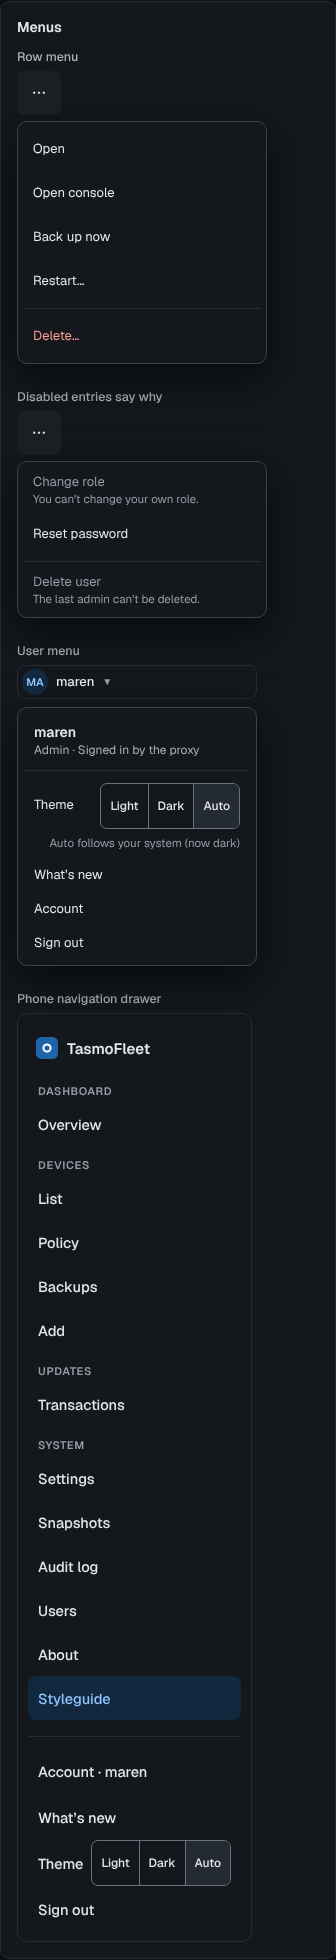 Menus
Row menu
...
Open
Open console
Back up now
Restart...
Delete...
Disabled entries say why
...
Change role
You can't change your own role.
Reset password
Delete user
The last admin can't be deleted.
User menu
MA maren ▾
maren
Admin · Signed in by the proxy
Theme Light Dark Auto
Auto follows your system (now dark)
What's new
Account
Sign out
Phone navigation drawer
TasmoFleet
DASHBOARD
Overview
DEVICES
List
Policy
Backups
Add
UPDATES
Transactions
SYSTEM
Settings
Snapshots
Audit log
Users
About
Styleguide
Account · maren
What's new
Theme Light Dark Auto
Sign out